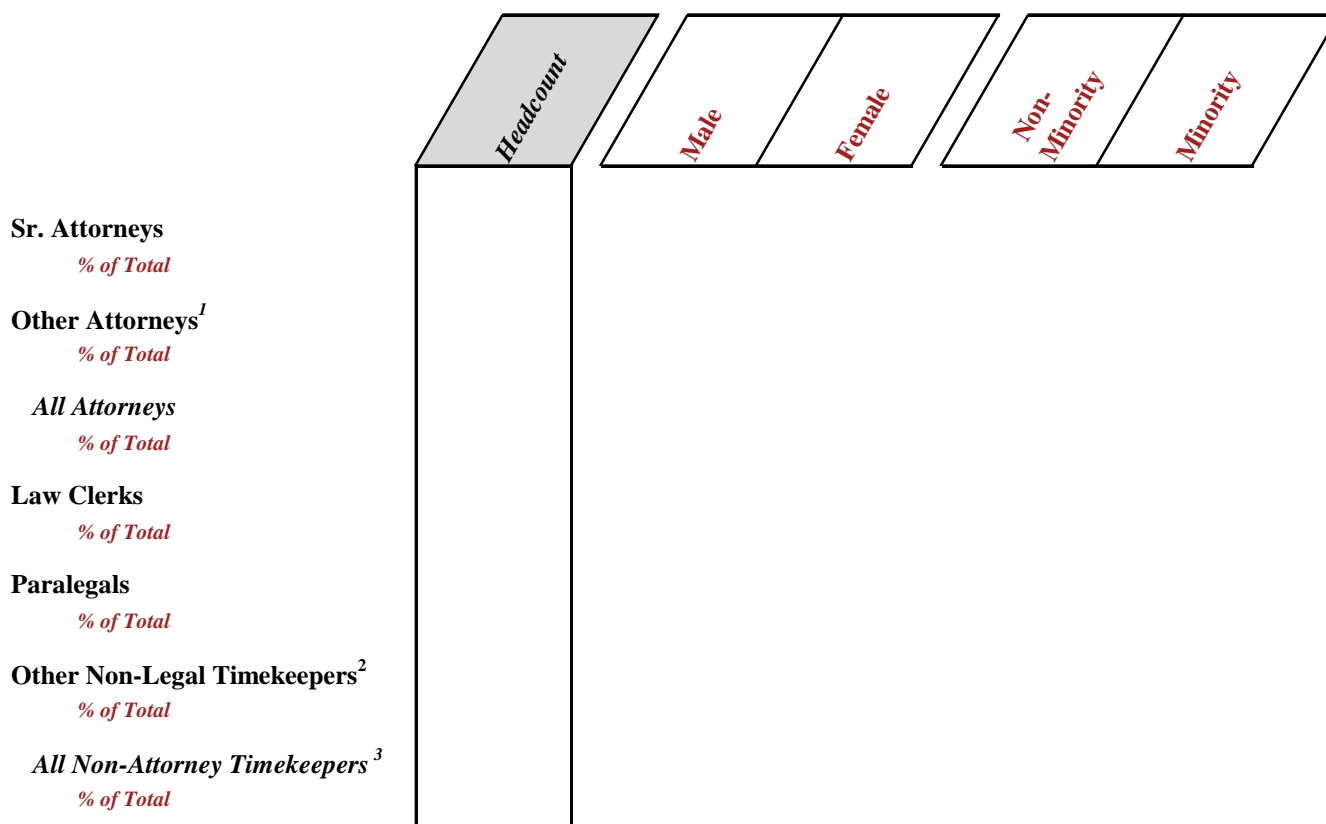 Headcount
Male
Female
Non-
Minority
Minority
Sr. Attorneys
% of Total
Other Attorneys1
% of Total
All Attorneys
% of Total
Law Clerks
% of Total
Paralegals
% of Total
Other Non-Legal Timekeepers2
% of Total
All Non-Attorney Timekeepers 3
% of Total